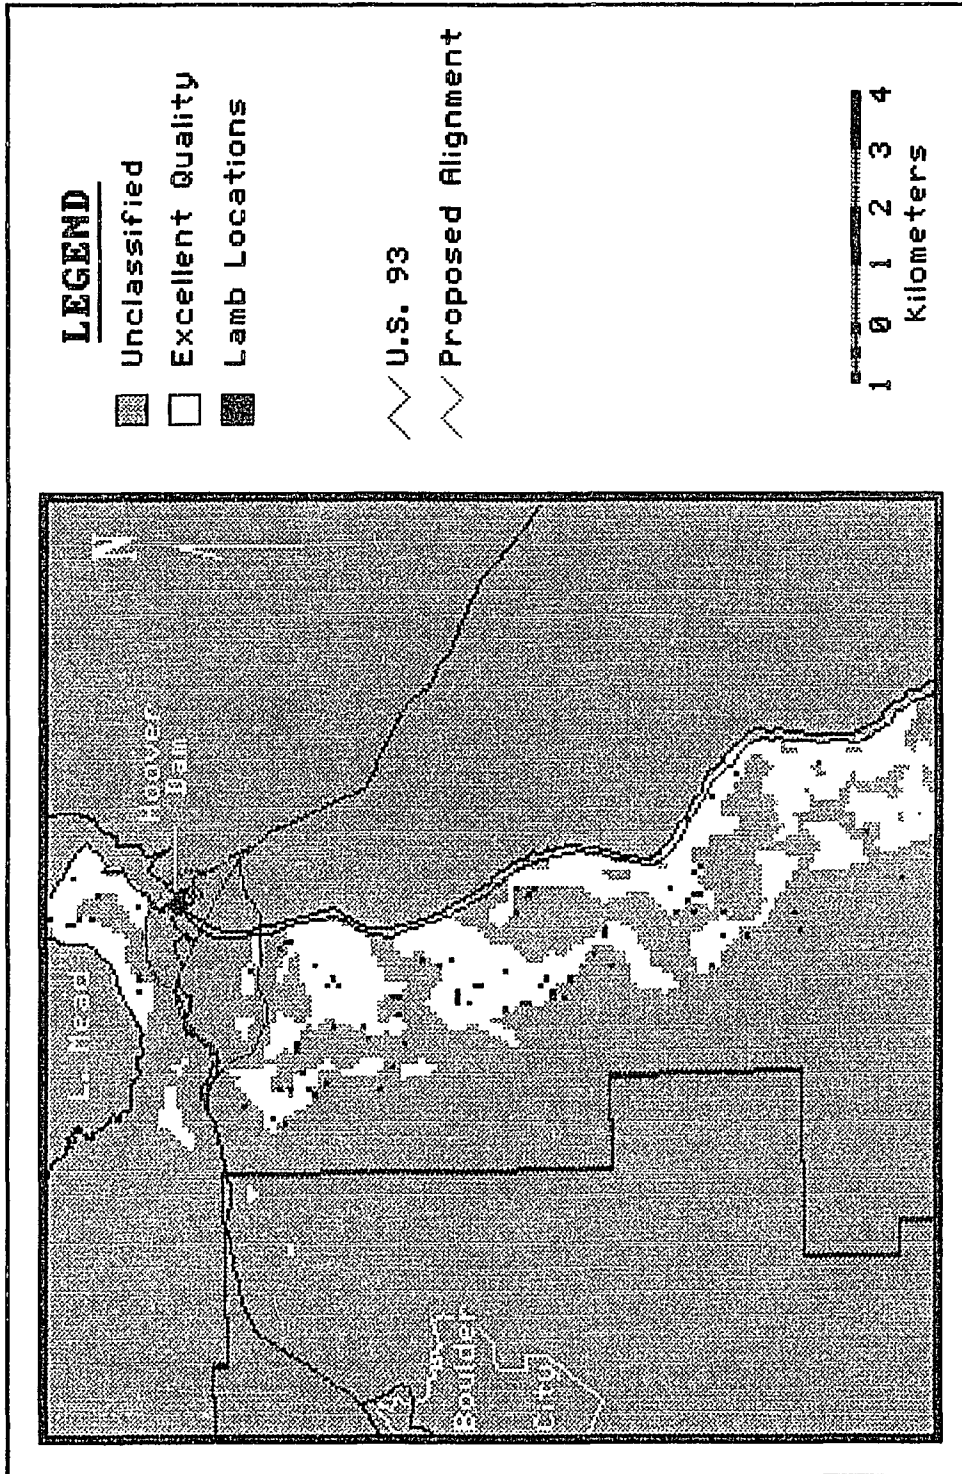 LEGEND
Unclassified
Excellent Quality
Lamb Locations
U.S. 93
Proposed Alignment
1 0 1 2 3 4
Kilometers
N
Hoover
Dam
L. Mead
Boulder
City